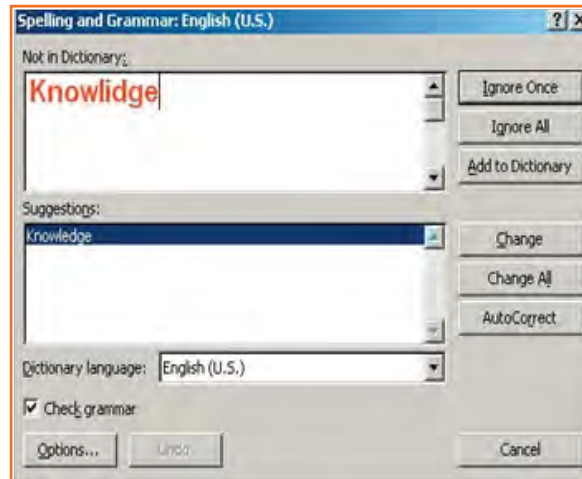 Spelling and Grammar: English (U.S.)
? X
Not in Dictionary:
Knowlidge
Ignore Once
Ignore All
Add to Dictionary
Suggestions:
Knowledge
Change
Change All
AutoCorrect
Dictionary language: English (U.S.)
Check grammar
Options... Undo Cancel